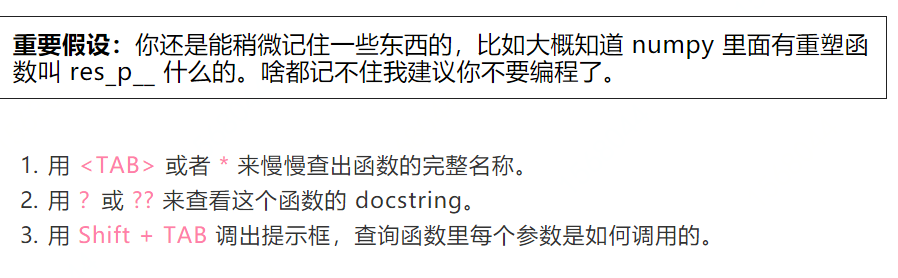 重要假设：你还是能稍微记住一些东西的，比如大概知道 numpy 里面有重塑函
数叫 res_p__ 什么的。啥都记不住我建议你不要编程了。
1. 用 <TAB> 或者 * 来慢慢查出函数的完整名称。
2. 用 ? 或 ?? 来查看这个函数的 docstring。
3. 用 Shift + TAB 调出提示框，查询函数里每个参数是如何调用的。